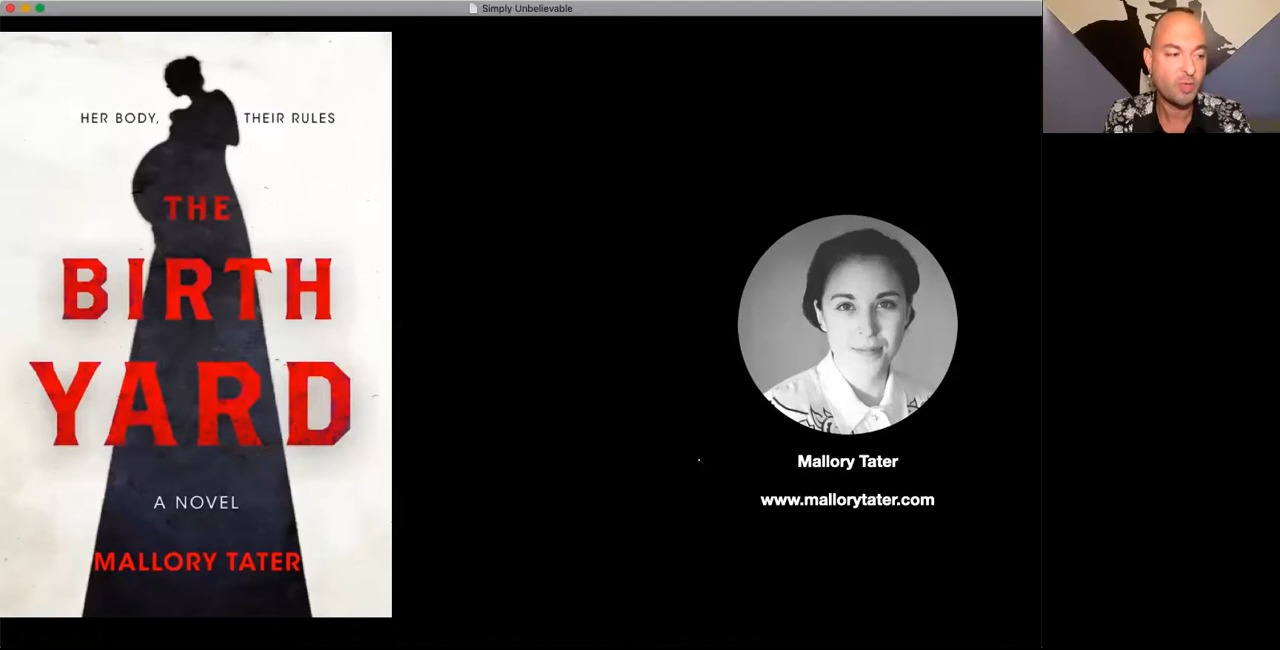 Simply Unbelievable
HER BODY, THEIR RULES
THE
BIRTH
YARD
A NOVEL
MALLORY TATER
Mallory Tater
www.mallorytater.com